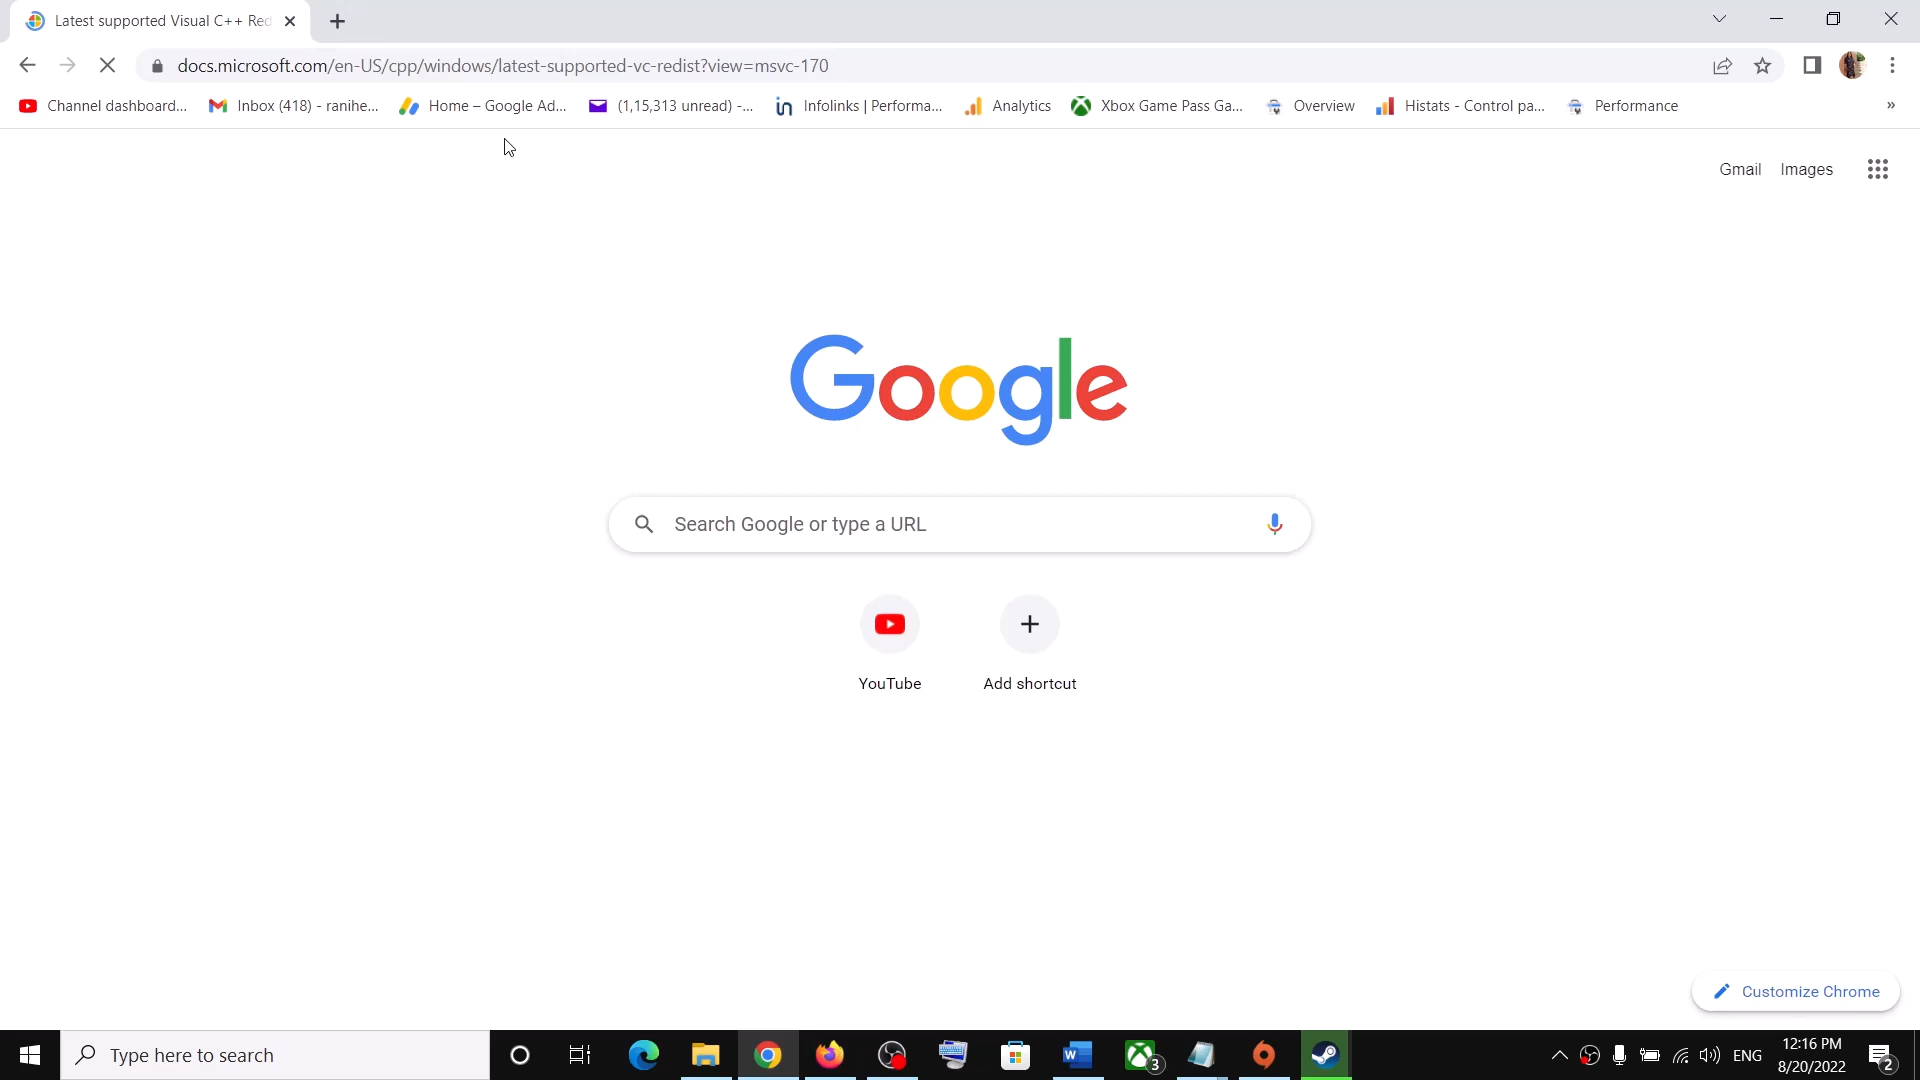 Latest supported Visual C++ Red
docs.microsoft.com/en-US/cpp/windows/latest-supported-vc-redist?view=msvc-170
Channel dashboard... Inbox (418) - ranihe... Home – Google Ad... (1,15,313 unread) -... Infolinks | Performa... Analytics Xbox Game Pass Ga... Overview Histats - Control pa... Performance »
Gmail Images
Google
Search Google or type a URL
YouTube Add shortcut
Customize Chrome
Type here to search
W
3
ENG
12:16 PM
8/20/2022
2